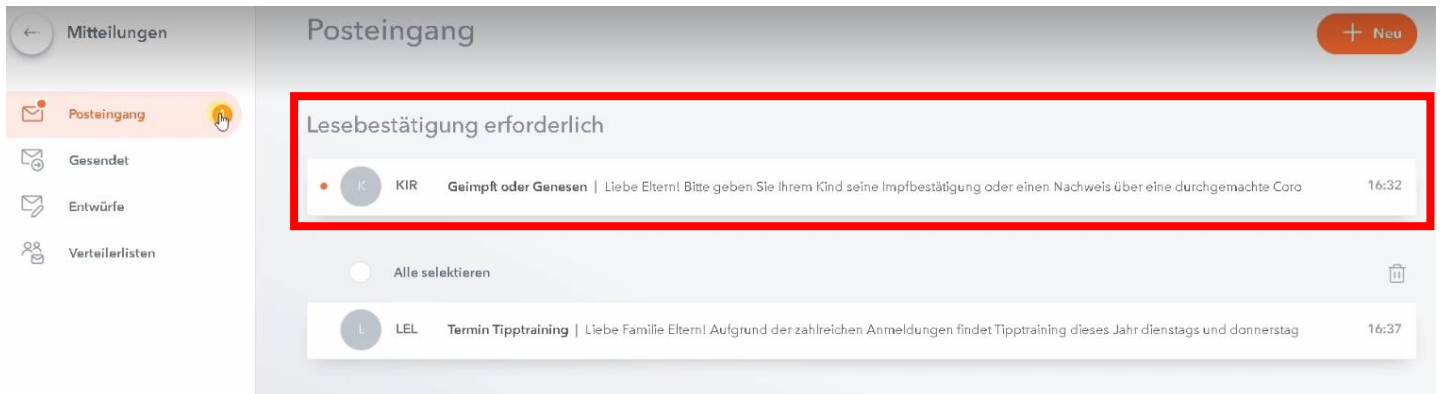 Mitteilungen
Posteingang
+ Neu
Posteingang
Gesendet
Entwürfe
Verteilerlisten
Lesebestätigung erforderlich
K KIR Geimpft oder Genesen | Liebe Eltern! Bitte geben Sie Ihrem Kind seine Impfbestätigung oder einen Nachweis über eine durchgemachte Coro 16:32
Alle selektieren
L LEL Termin Tipptraining | Liebe Familie Eltern! Aufgrund der zahlreichen Anmeldungen findet Tipptraining dieses Jahr dienstags und donnerstag 16:37